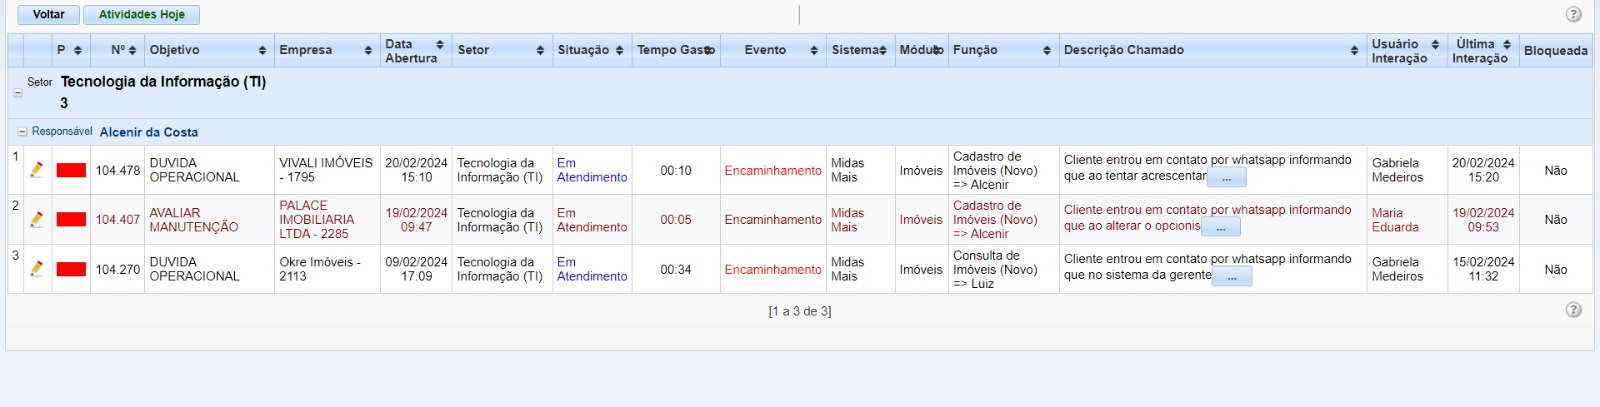 Voltar Atividades Hoje
P Nº Objetivo Empresa Data Abertura Setor Situação Tempo Gasto Evento Sistema Módulo Função Descrição Chamado Usuário Interação Última Interação Bloqueada
Setor Tecnologia da Informação (TI)
3
Responsável Alcenir da Costa
1 104.478 DUVIDA OPERACIONAL VIVALI IMÓVEIS - 1795 20/02/2024 15:10 Tecnologia da Informação (TI) Em Atendimento 00:10 Encaminhamento Midas Mais Imóveis Cadastro de Imóveis (Novo) => Alcenir Cliente entrou em contato por whatsapp informando que ao tentar acrescentar ... Gabriela Medeiros 20/02/2024 15:20 Não
2 104.407 AVALIAR MANUTENÇÃO PALACE IMOBILIARIA LTDA - 2285 19/02/2024 09:47 Tecnologia da Informação (TI) Em Atendimento 00:05 Encaminhamento Midas Mais Imóveis Cadastro de Imóveis (Novo) => Alcenir Cliente entrou em contato por whatsapp informando que ao alterar o opcionis ... Maria Eduarda 19/02/2024 09:53 Não
3 104.270 DUVIDA OPERACIONAL Okre Imóveis - 2113 09/02/2024 17:09 Tecnologia da Informação (TI) Em Atendimento 00:34 Encaminhamento Midas Mais Imóveis Consulta de Imóveis (Novo) => Luiz Cliente entrou em contato por whatsapp informando que no sistema da gerente ... Gabriela Medeiros 15/02/2024 11:32 Não
[1 a 3 de 3]